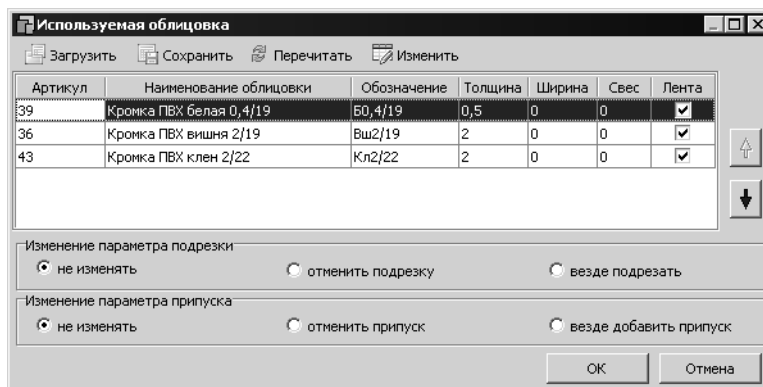 Используемая облицовка
Загрузить Сохранить Перечитать Изменить
Артикул Наименование облицовки Обозначение Толщина Ширина Свес Лента
39 Кромка ПВХ белая 0,4/19 Б0,4/19 0,5 0 0
36 Кромка ПВХ вишня 2/19 Вш2/19 2 0 0
43 Кромка ПВХ клен 2/22 Кл2/22 2 0 0
Изменение параметра подрезки
не изменять отменить подрезку везде подрезать
Изменение параметра припуска
не изменять отменить припуск везде добавить припуск
ОК Отмена